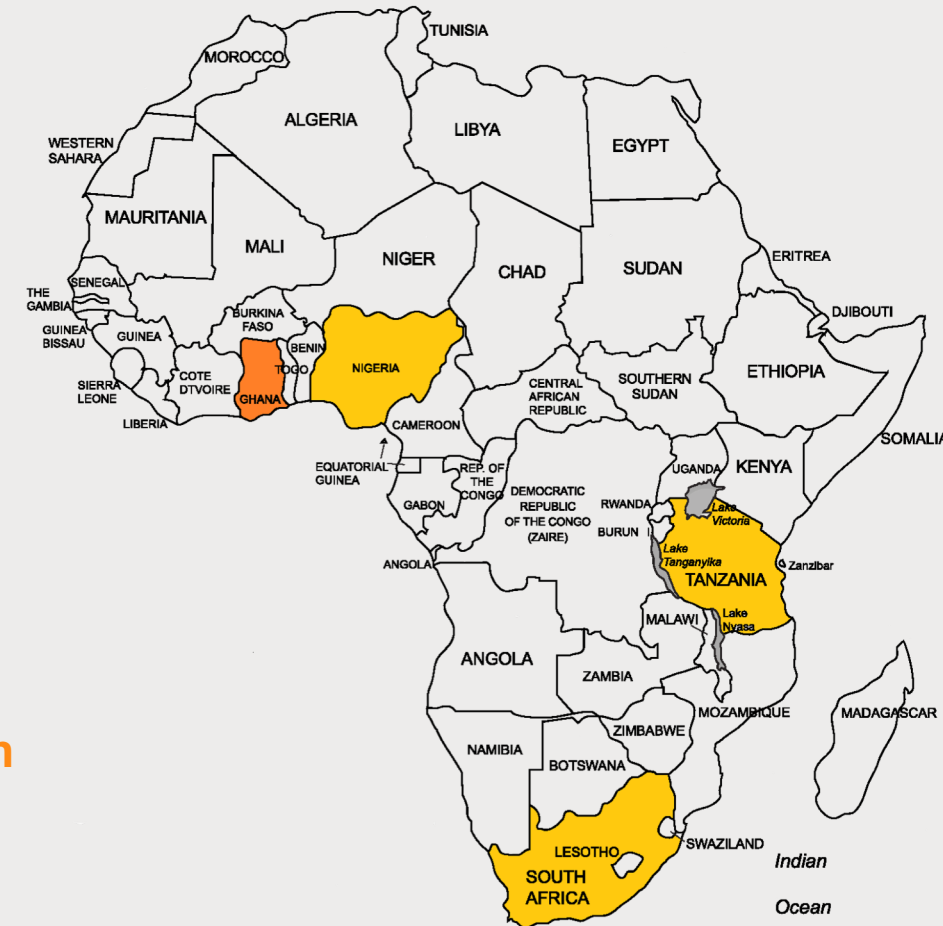 TUNISIA
MOROCCO
ALGERIA
LIBYA
EGYPT
WESTERN
SAHARA
MAURITANIA
MALI
NIGER
CHAD
SUDAN
ERITREA
SENEGAL
THE
GAMBIA
DJIBOUTI
BURKINA
FASO
GUINEA
BISSAU
GUINEA
BENIN
TOGO
NIGERIA
COTE
DTVOIRE
GHANA
SIERRA
LEONE
LIBERIA
CENTRAL
AFRICAN
REPUBLIC
SOUTHERN
SUDAN
ETHIOPIA
CAMEROON
SOMALIA
EQUATORIAL
GUINEA
REP. OF
THE
CONGO
GABON
DEMOCRATIC
REPUBLIC
OF THE CONGO
(ZAIRE)
UGANDA
KENYA
RWANDA
Lake
Victoria
BURUN I
Lake
Tanganyika
TANZANIA
Zanzibar
ANGOLA
Lake
Nyasa
MALAWI
ANGOLA
ZAMBIA
MOZAMBIQUE
MADAGASCAR
ZIMBABWE
NAMIBIA
BOTSWANA
n
SWAZILAND
LESOTHO
SOUTH
AFRICA
Indian
Ocean